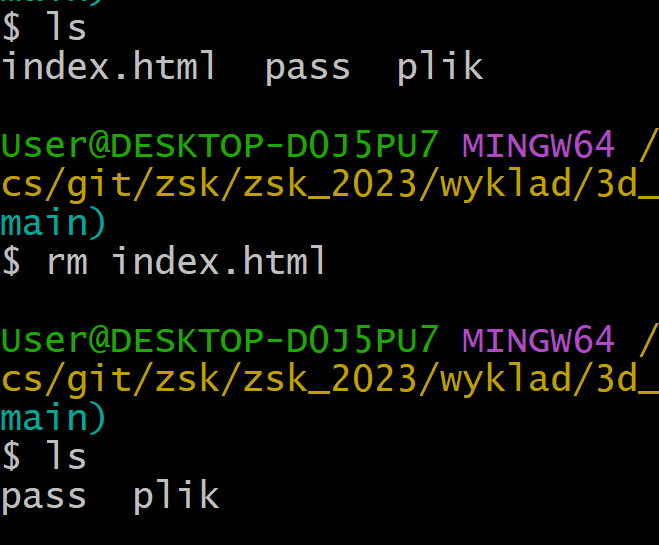 main)
$ ls
index.html  pass  plik
User@DESKTOP-D0J5PU7 MINGW64 /
cs/git/zsk/zsk_2023/wyklad/3d_
main)
$ rm index.html
User@DESKTOP-D0J5PU7 MINGW64 /
cs/git/zsk/zsk_2023/wyklad/3d_
main)
$ ls
pass  plik